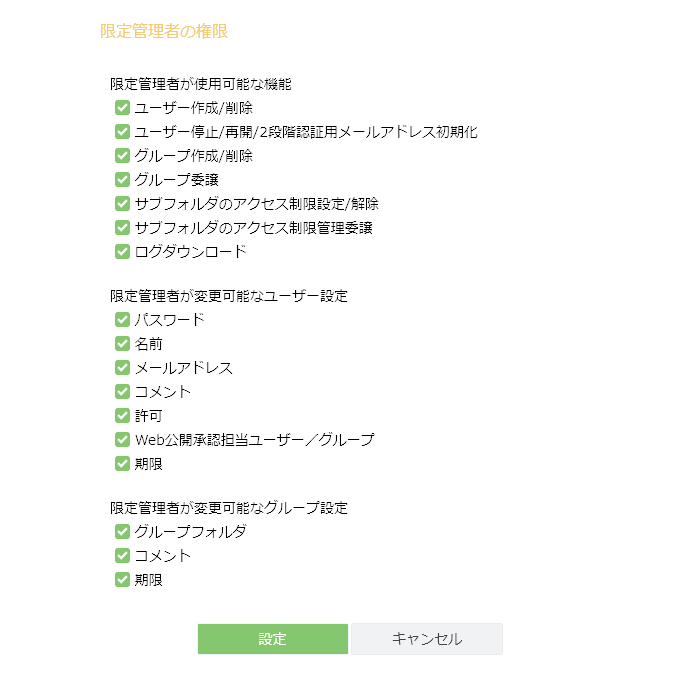 限定管理者の権限
限定管理者が使用可能な機能
ユーザー作成/削除
ユーザー停止/再開/2段階認証用メールアドレス初期化
グループ作成/削除
グループ委譲
サブフォルダのアクセス制限設定/解除
サブフォルダのアクセス制限管理委譲
ログダウンロード
限定管理者が変更可能なユーザー設定
パスワード
名前
メールアドレス
コメント
許可
Web公開承認担当ユーザー／グループ
期限
限定管理者が変更可能なグループ設定
グループフォルダ
コメント
期限
設定 キャンセル